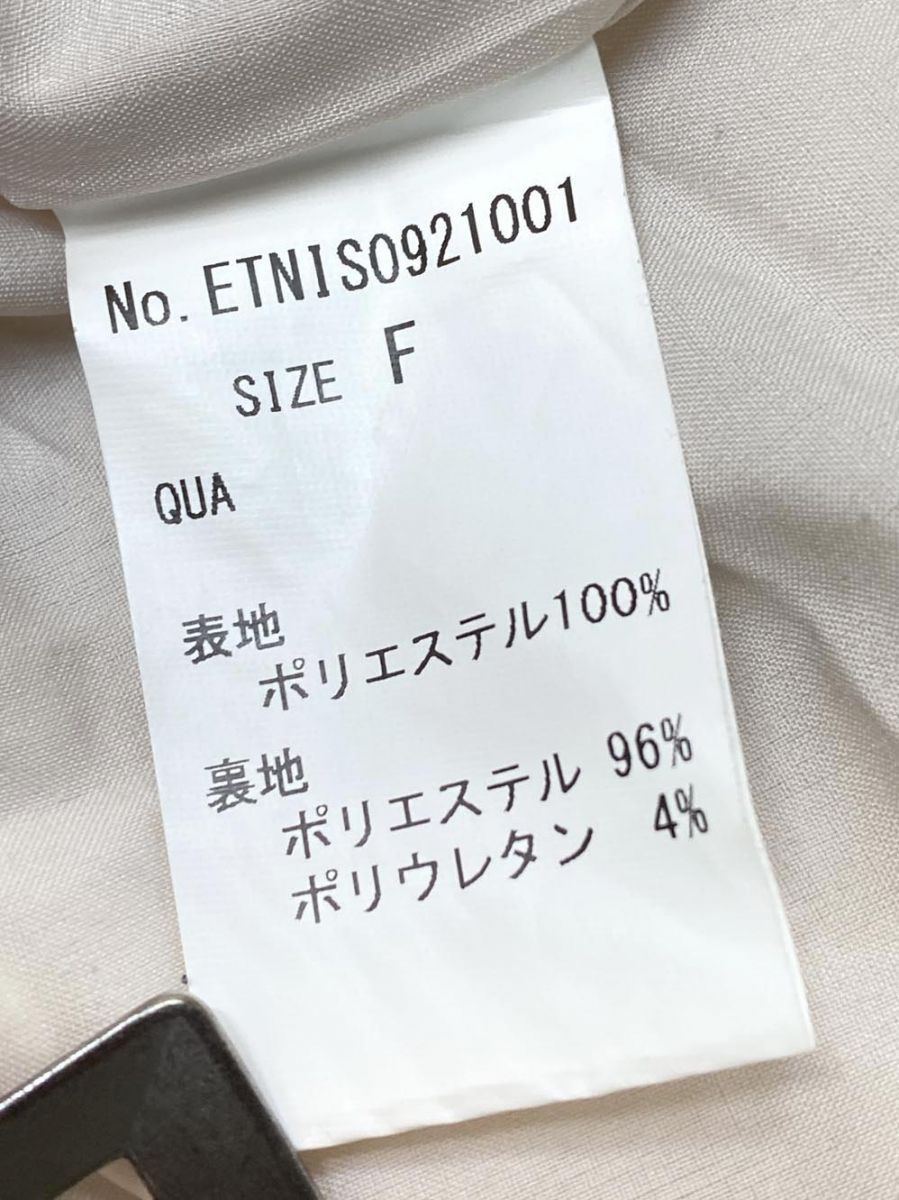 No. ETNIS0921001
SIZE F
QUA
表地
ポリエステル100%
裏地
ポリエステル 96%
ポリウレタン 4%